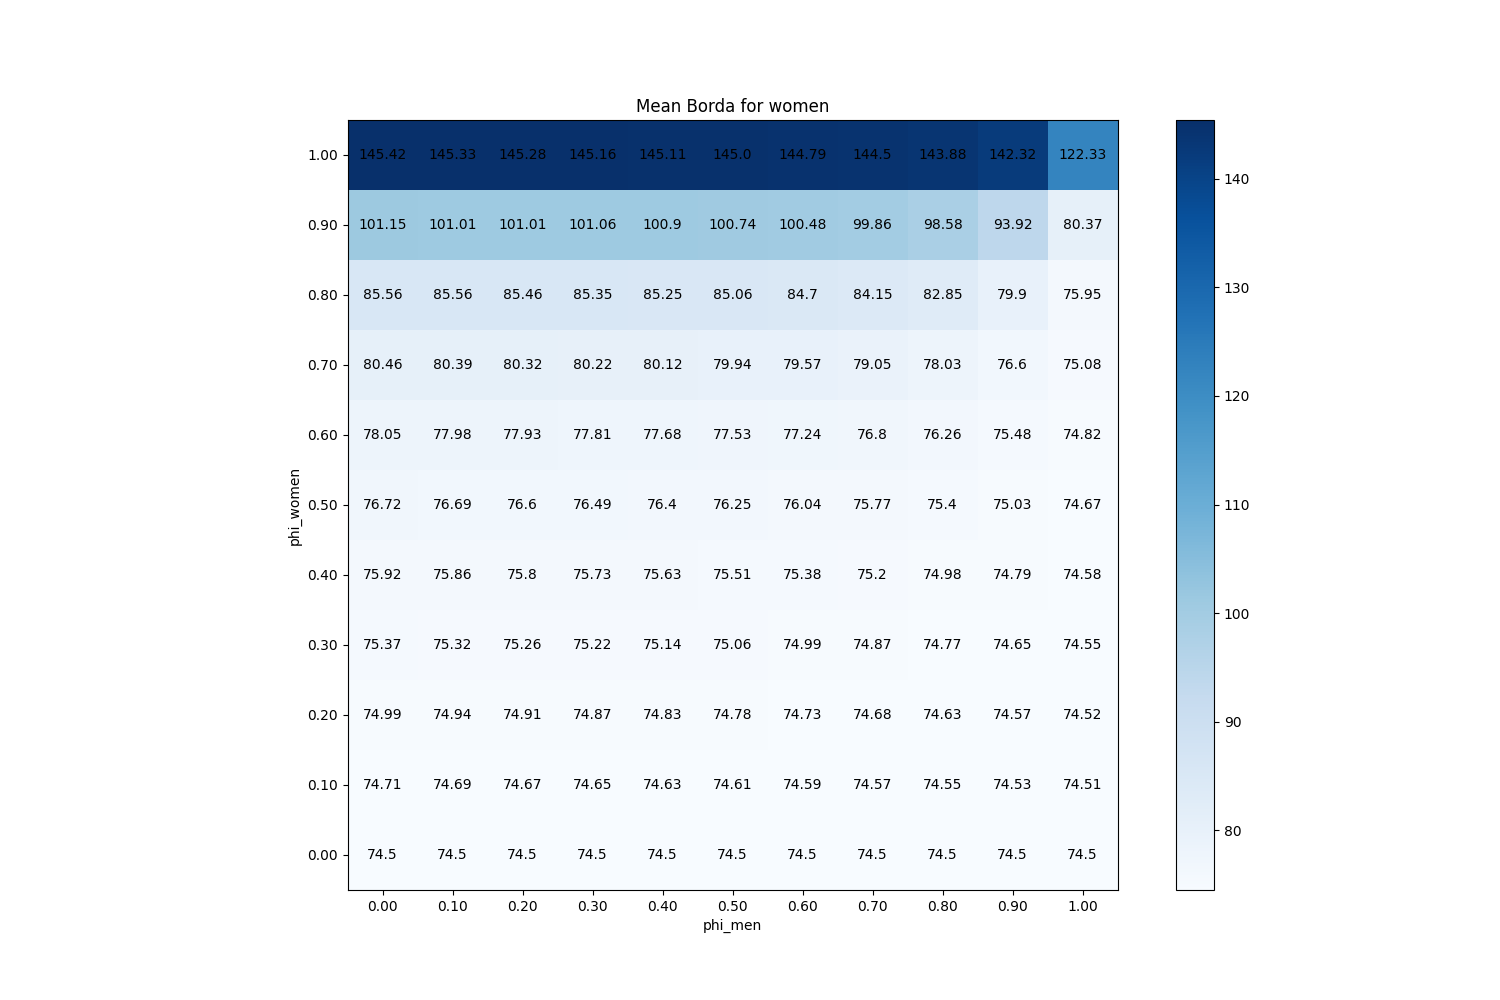 Mean Borda for women
1.00 145.42 145.33 145.28 145.16 145.11 145.0 144.79 144.5 143.88 142.32 122.33
0.90 101.15 101.01 101.01 101.06 100.9 100.74 100.48 99.86 98.58 93.92 80.37
0.80 85.56 85.56 85.46 85.35 85.25 85.06 84.7 84.15 82.85 79.9 75.95
0.70 80.46 80.39 80.32 80.22 80.12 79.94 79.57 79.05 78.03 76.6 75.08
0.60 78.05 77.98 77.93 77.81 77.68 77.53 77.24 76.8 76.26 75.48 74.82
0.50 76.72 76.69 76.6 76.49 76.4 76.25 76.04 75.77 75.4 75.03 74.67
0.40 75.92 75.86 75.8 75.73 75.63 75.51 75.38 75.2 74.98 74.79 74.58
0.30 75.37 75.32 75.26 75.22 75.14 75.06 74.99 74.87 74.77 74.65 74.55
0.20 74.99 74.94 74.91 74.87 74.83 74.78 74.73 74.68 74.63 74.57 74.52
0.10 74.71 74.69 74.67 74.65 74.63 74.61 74.59 74.57 74.55 74.53 74.51
0.00 74.5 74.5 74.5 74.5 74.5 74.5 74.5 74.5 74.5 74.5 74.5
0.00 0.10 0.20 0.30 0.40 0.50 0.60 0.70 0.80 0.90 1.00
phi_men
phi_women
140
130
120
110
100
90
80